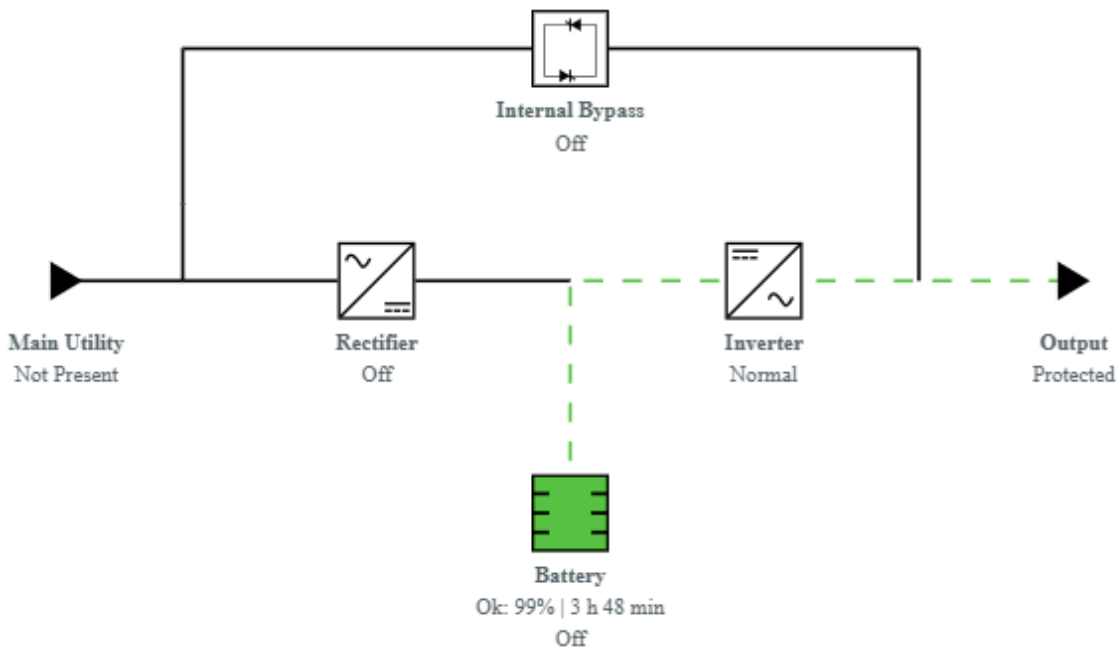 Internal Bypass
Off
Main Utility
Not Present
Rectifier
Off
Inverter
Normal
Output
Protected
Battery
Ok: 99% | 3 h 48 min
Off